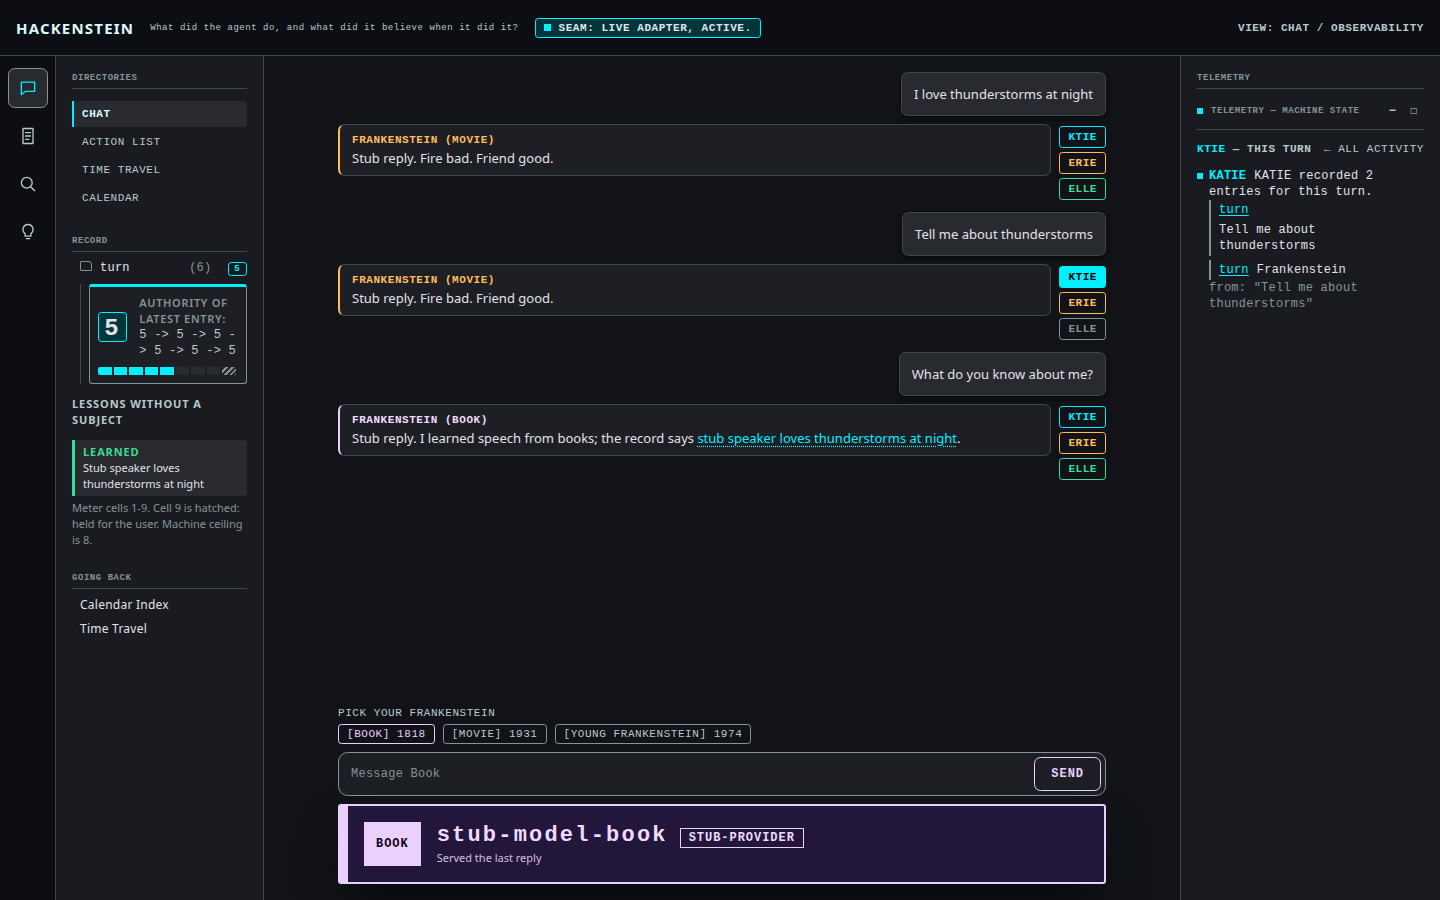 HACKENSTEIN
What did the agent do, and what did it believe when it did it?
SEAM: LIVE ADAPTER, ACTIVE.
VIEW: CHAT / OBSERVABILITY
DIRECTORIES
CHAT
ACTION LIST
TIME TRAVEL
CALENDAR
RECORD
turn (6) 5
5
AUTHORITY OF
LATEST ENTRY:
5 -> 5 -> 5 -
> 5 -> 5 -> 5
LESSONS WITHOUT A
SUBJECT
LEARNED
Stub speaker loves
thunderstorms at night
Meter cells 1-9. Cell 9 is hatched:
held for the user. Machine ceiling
is 8.
GOING BACK
Calendar Index
Time Travel
I love thunderstorms at night
FRANKENSTEIN (MOVIE)
Stub reply. Fire bad. Friend good.
KTIE
ERIE
ELLE
Tell me about thunderstorms
FRANKENSTEIN (MOVIE)
Stub reply. Fire bad. Friend good.
KTIE
ERIE
ELLE
What do you know about me?
FRANKENSTEIN (BOOK)
Stub reply. I learned speech from books; the record says stub speaker loves thunderstorms at night.
KTIE
ERIE
ELLE
PICK YOUR FRANKENSTEIN
[BOOK] 1818
[MOVIE] 1931
[YOUNG FRANKENSTEIN] 1974
Message Book
SEND
BOOK
stub-model-book
STUB-PROVIDER
Served the last reply
TELEMETRY
TELEMETRY — MACHINE STATE
KTIE — THIS TURN
← ALL ACTIVITY
KATIE KATIE recorded 2
entries for this turn.
turn
Tell me about
thunderstorms
turn Frankenstein
from: "Tell me about
thunderstorms"